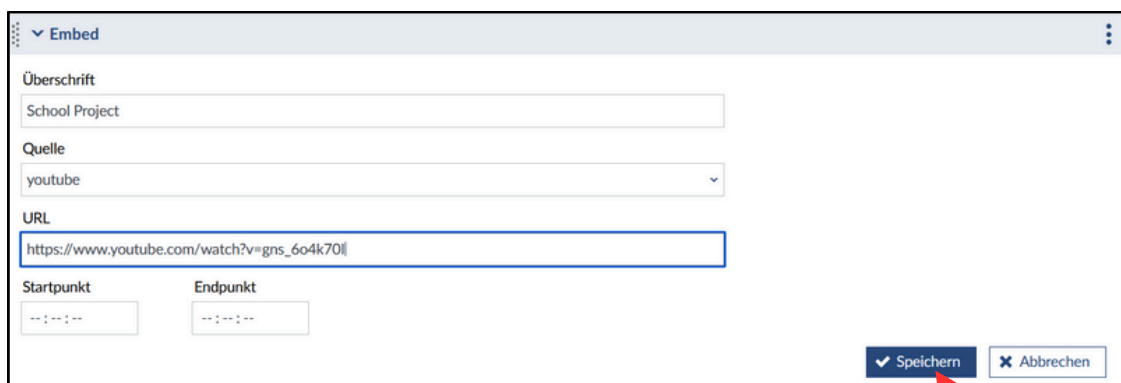 Embed
Überschrift
School Project
Quelle
youtube
URL
https://www.youtube.com/watch?v=gns_6o4k70I
Startpunkt Endpunkt
-- : -- : -- -- : -- : --
Speichern Abbrechen